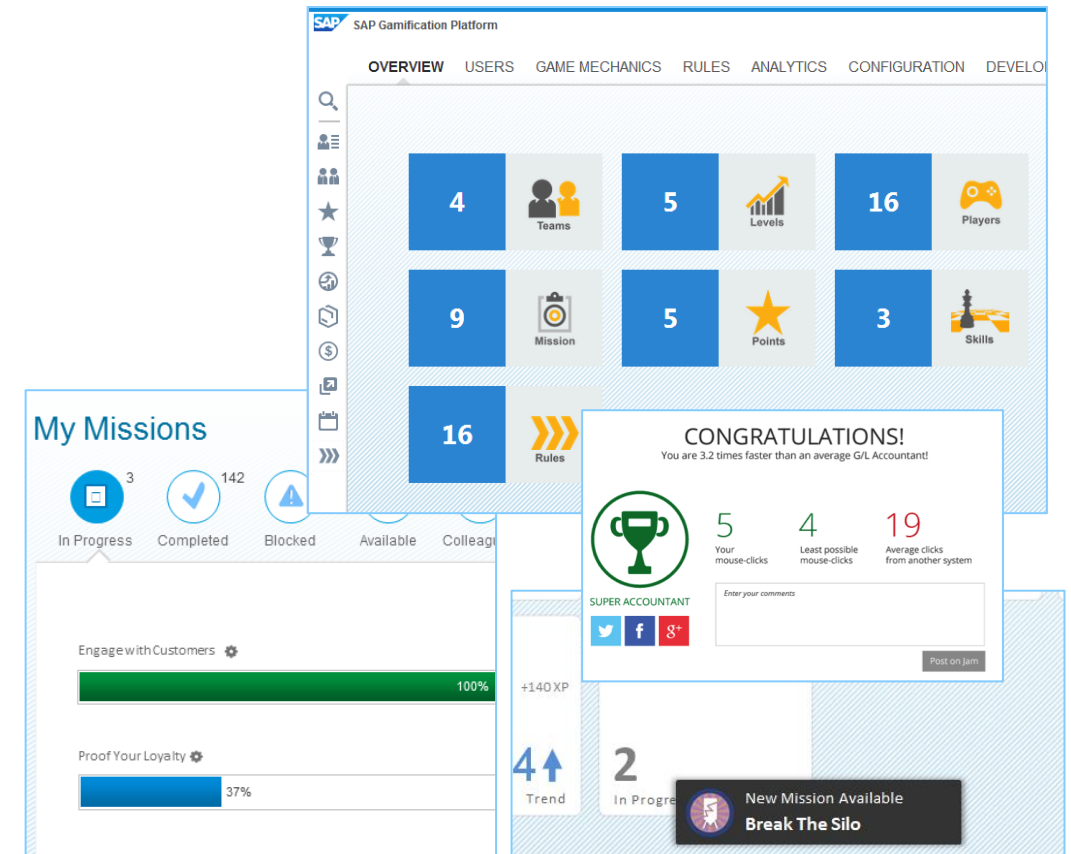 SAP SAP Gamification Platform
OVERVIEW USERS GAME MECHANICS RULES ANALYTICS CONFIGURATION DEVELO
4 Teams
5 Levels
16 Players
9 Mission
5 Points
3 Skills
16 Rules
My Missions
3
142
In Progress Completed Blocked Available Colleagu
Engage with Customers
100%
Proof Your Loyalty
37%
CONGRATULATIONS!
You are 3.2 times faster than an average G/L Accountant!
5
Your
mouse-clicks
4
Least possible
mouse-clicks
19
Average clicks
from another system
SUPER ACCOUNTANT
f g+
Enter your comments
Post on Jam
+140 XP
4
Trend
2
In Progre
New Mission Available
Break The Silo